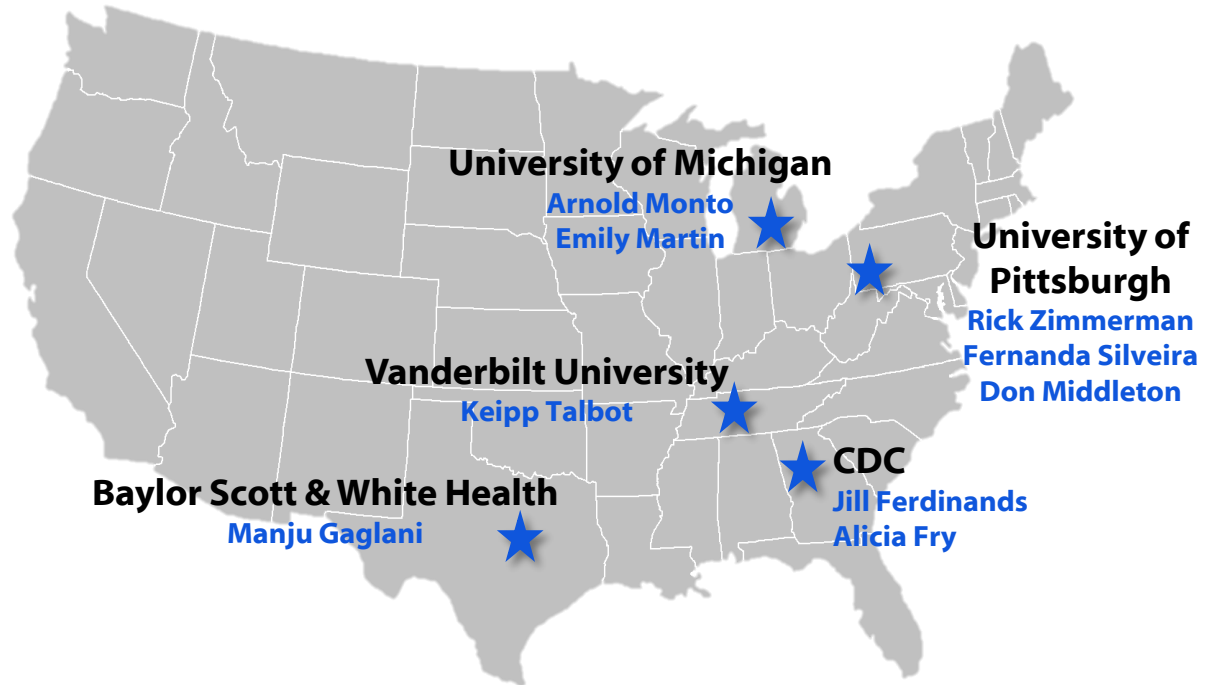 University of Michigan
Arnold Monto
Emily Martin
University of
Pittsburgh
Rick Zimmerman
Fernanda Silveira
Don Middleton
Vanderbilt University
Keipp Talbot
CDC
Jill Ferdinands
Alicia Fry
Baylor Scott & White Health
Manju Gaglani